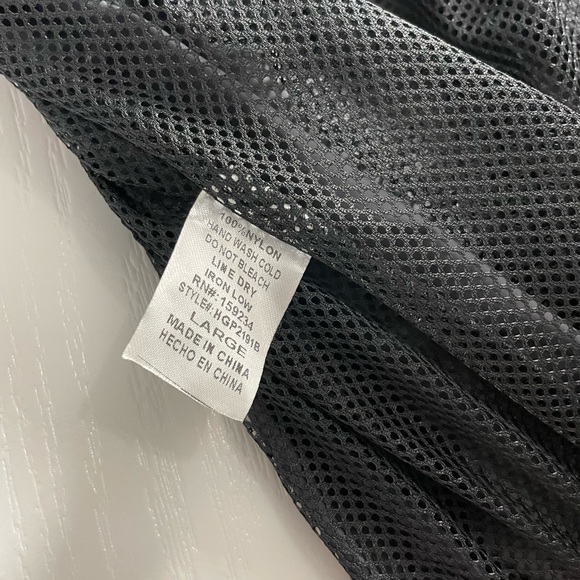 100%NYLON
HAND WASH COLD
DO NOT BLEACH
LINE DRY
IRON LOW
RN#:159234
STYLE#:HGP2191B
LARGE
MADE IN CHINA
HECHO EN CHINA